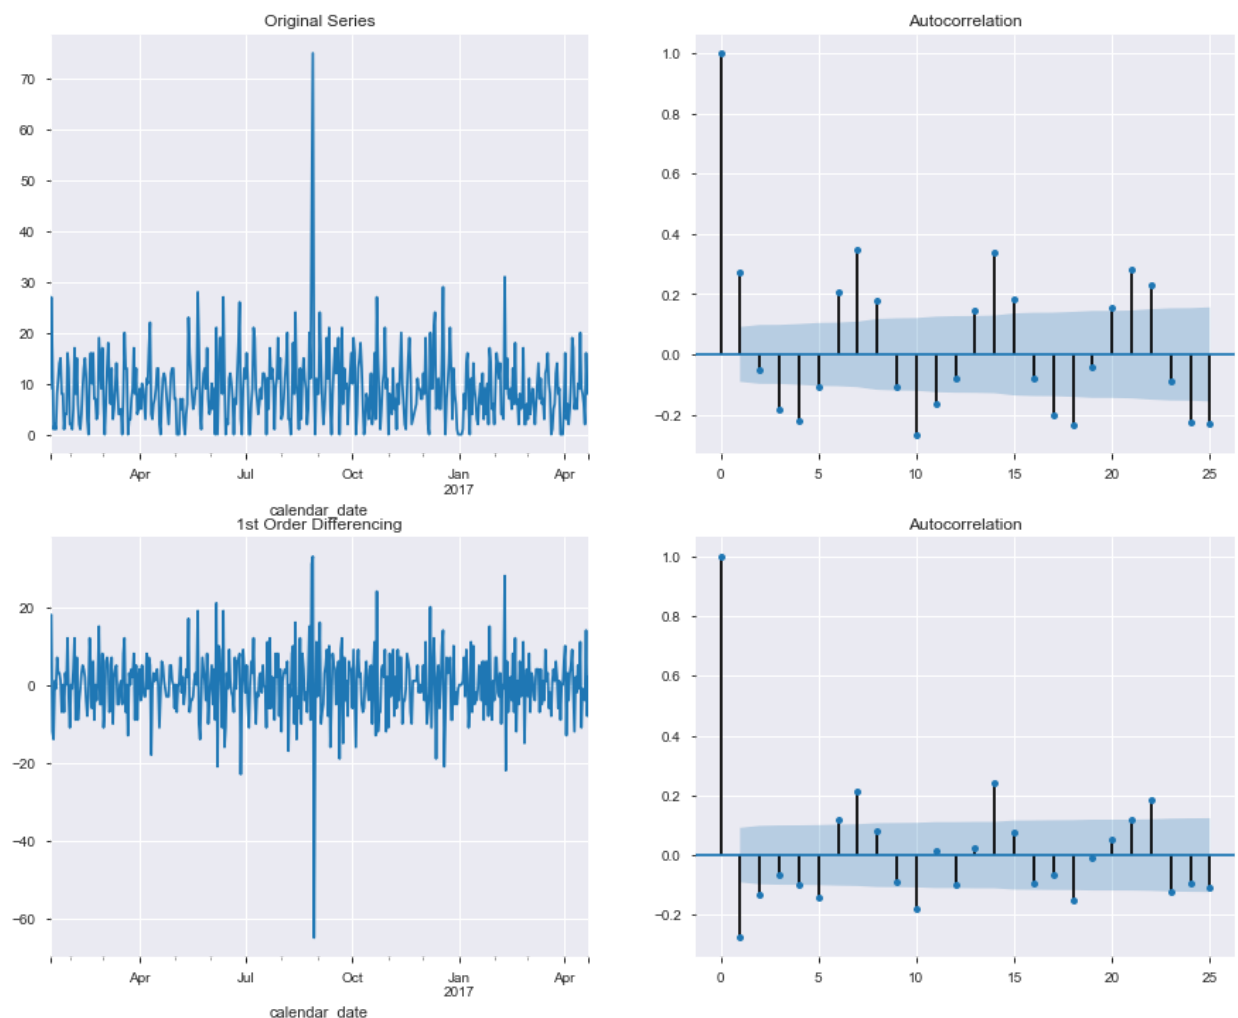 Original Series
70
60
50
40
30
20
10
0
Apr Jul Oct Jan Apr
2017
calendar_date
Autocorrelation
1.0
0.8
0.6
0.4
0.2
0.0
−0.2
0 5 10 15 20 25
1st Order Differencing
20
0
−20
−40
−60
Apr Jul Oct Jan Apr
2017
calendar_date
Autocorrelation
1.0
0.8
0.6
0.4
0.2
0.0
−0.2
0 5 10 15 20 25